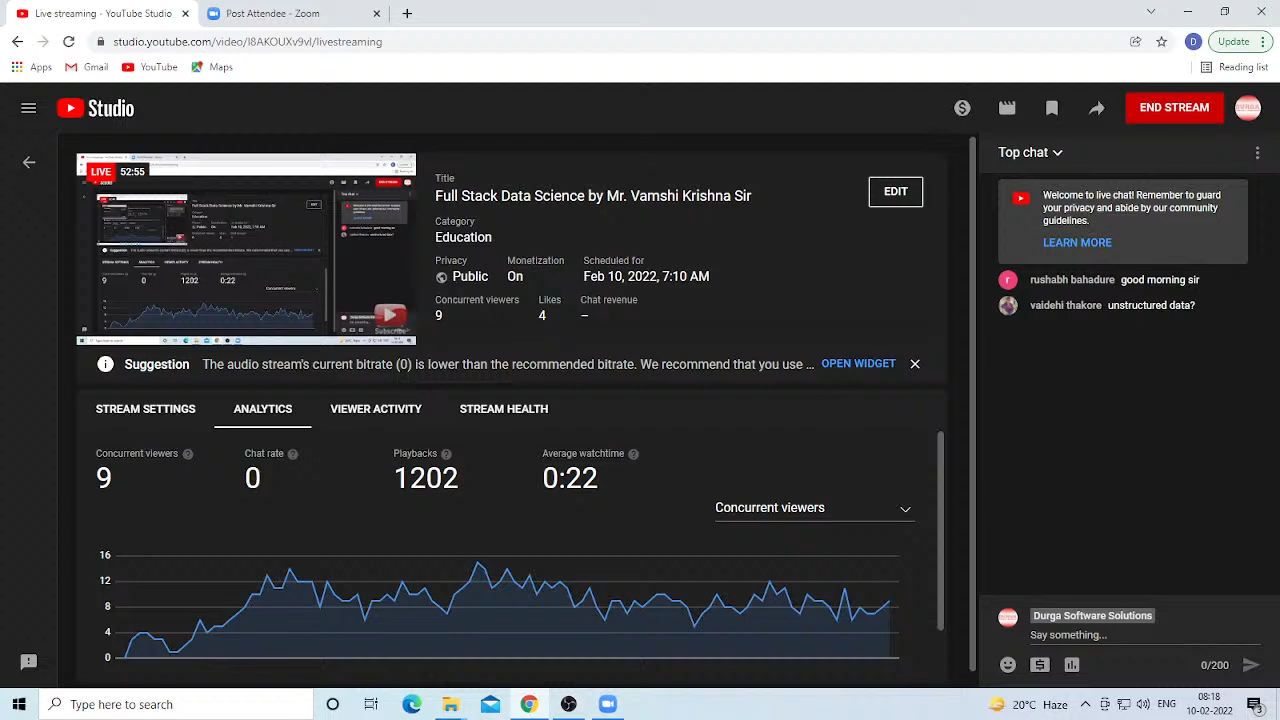 Live streaming - YouTube Studio
Post Attendee - Zoom
studio.youtube.com/video/I8AKOUXv9vI/livestreaming
D
Update
Apps
Gmail
YouTube
Maps
Reading list
Studio
END STREAM
DURGA
LIVE
52:55
Title
Full Stack Data Science by Mr. Vamshi Krishna Sir
EDIT
Category
Education
Privacy
Monetization
Scheduled for
Public
On
Feb 10, 2022, 7:10 AM
Concurrent viewers
Likes
Chat revenue
9
4
–
Subscribe
Suggestion
The audio stream's current bitrate (0) is lower than the recommended bitrate. We recommend that you use ...
OPEN WIDGET
STREAM SETTINGS
ANALYTICS
VIEWER ACTIVITY
STREAM HEALTH
Concurrent viewers
Chat rate
Playbacks
Average watchtime
9
0
1202
0:22
Concurrent viewers
16
12
8
4
0
Top chat
Welcome to live chat! Remember to guard
your privacy and abide by our community
guidelines.
LEARN MORE
r
rushabh bahadure good morning sir
vaidehi thakore unstructured data?
Durga Software Solutions
Say something...
0/200
Type here to search
20°C Haze
ENG
08:18
10-02-2022
3